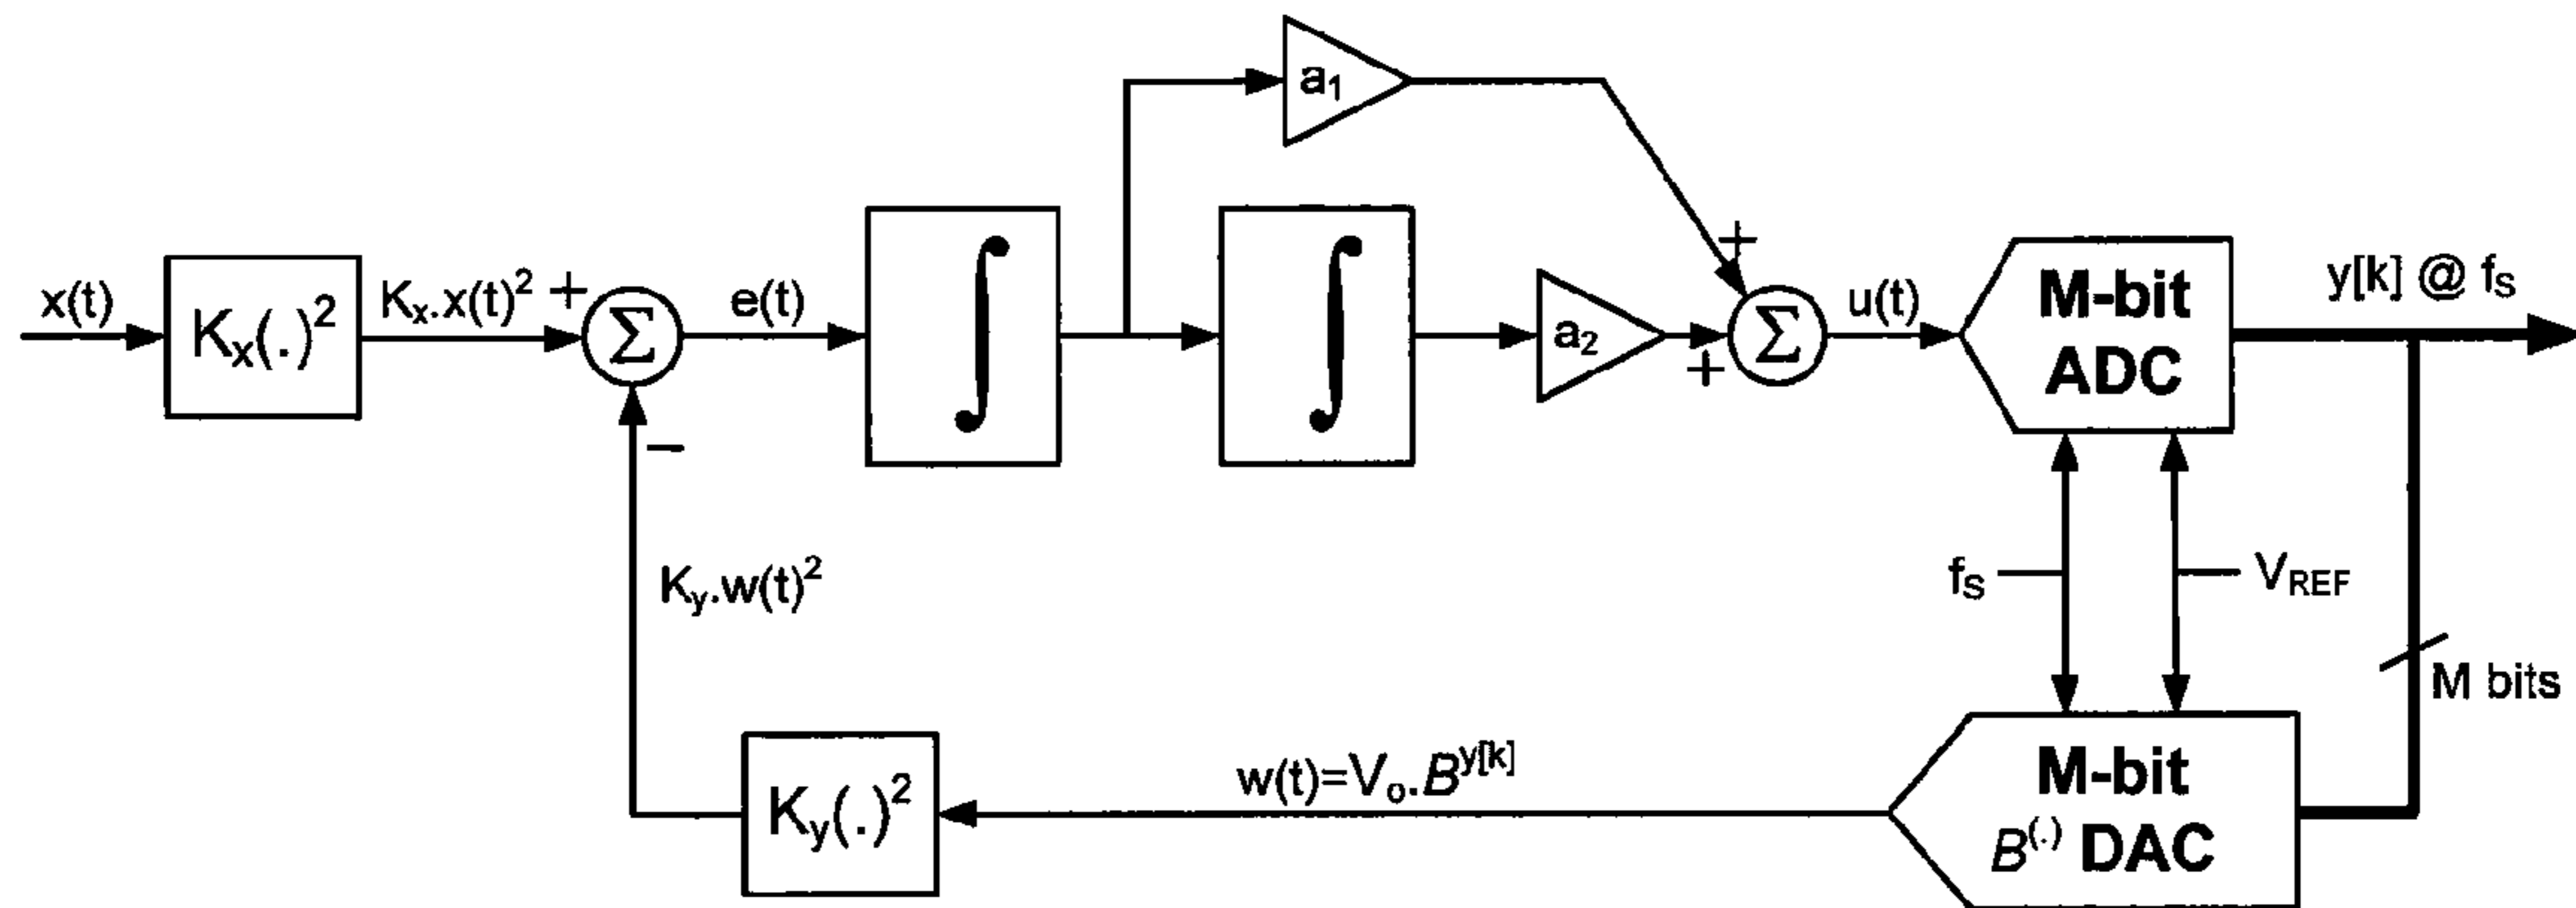 a₁
x(t)
Kₓ(.)²
Kₓ.x(t)²
+
Σ
−
e(t)
∫
∫
a₂
+
+
Σ
u(t)
M-bit
ADC
y[k] @ fS
fS
VREF
M bits
Ky.w(t)²
Ky(.)²
w(t)=Vₒ.B^y[k]
M-bit
B^(.) DAC